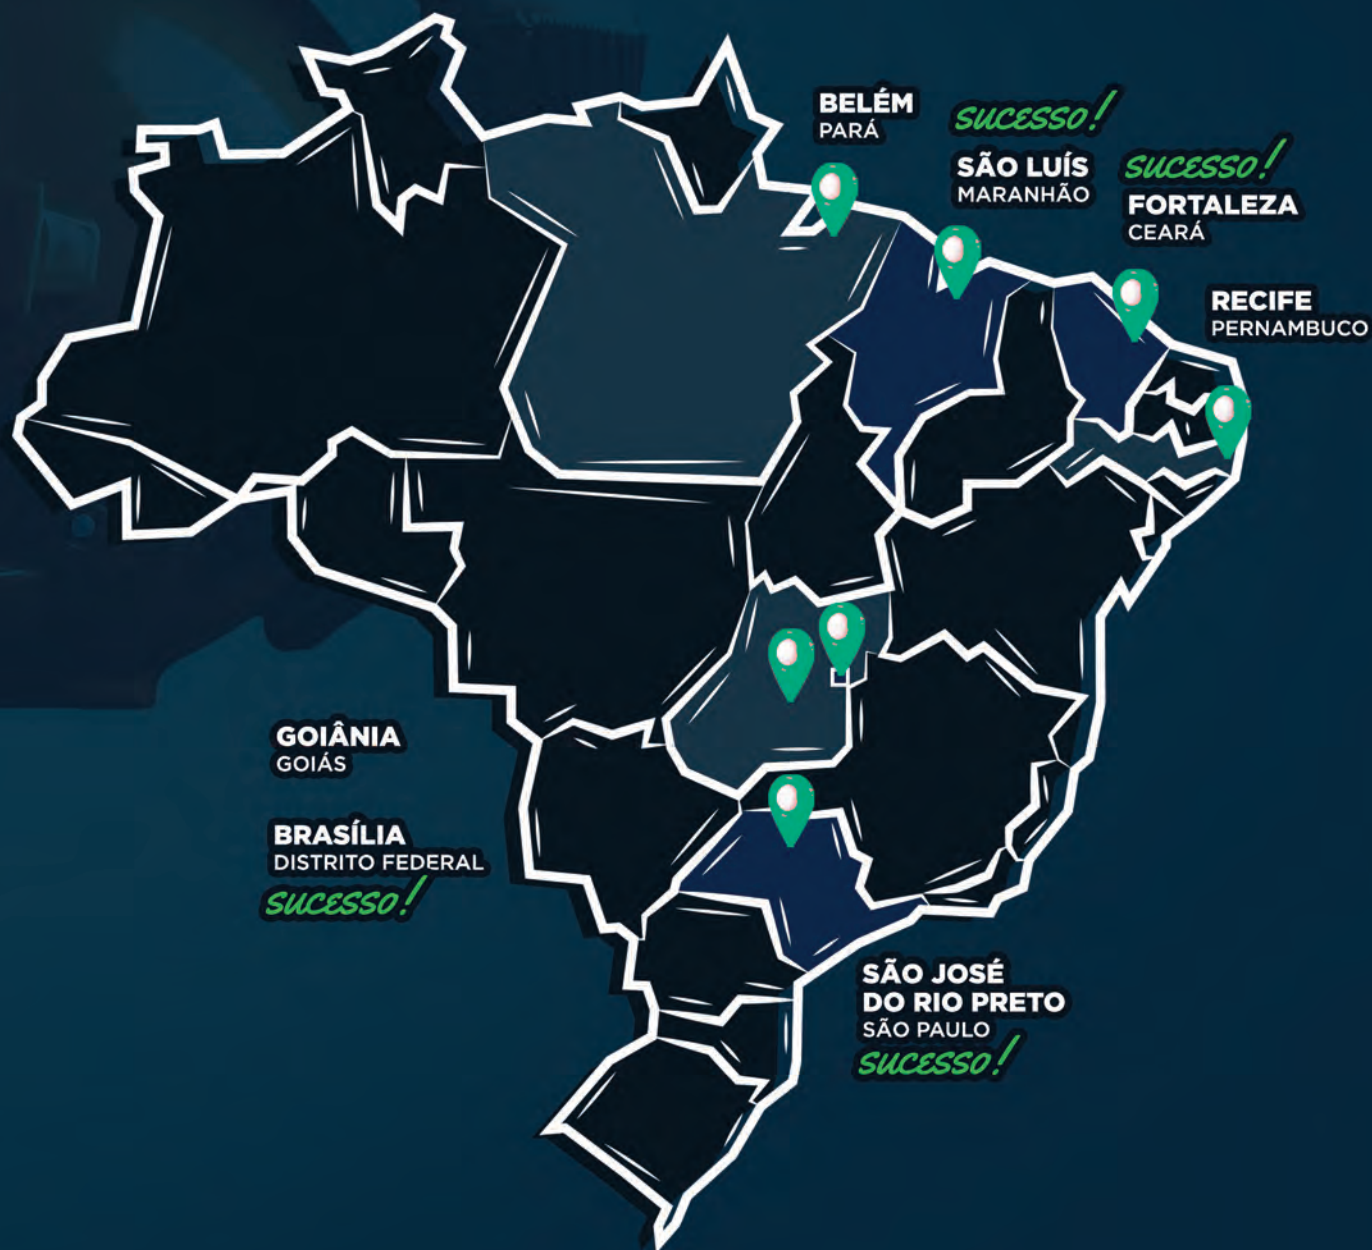 BELÉM
PARÁ
SUCESSO!
SÃO LUÍS
MARANHÃO
SUCESSO!
FORTALEZA
CEARÁ
RECIFE
PERNAMBUCO
GOIÂNIA
GOIÁS
BRASÍLIA
DISTRITO FEDERAL
SUCESSO!
SÃO JOSÉ
DO RIO PRETO
SÃO PAULO
SUCESSO!